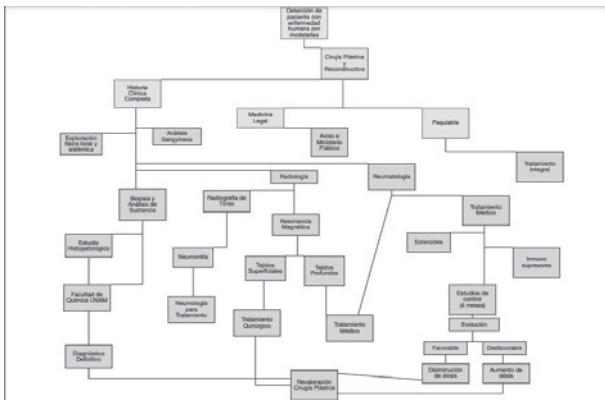 Detección de
paciente con
enfermedad
humana por
modelantes
Cirugía Plástica
y
Reconstructiva
Historia
Clínica
Completa
Medicina
Legal
Psiquiatría
Exploración
física local y
sistémica
Análisis
Sangyíneos
Aviso a
Ministerio
Público
Tratamiento
Integral
Radiología
Reumatología
Biopsia y
Análisis de
Sustancia
Radiografía de
Tórax
Resonancia
Magnética
Tratamiento
Médico
Estudio
Histopatológico
Esteroides
Inmuno
supresores
Neumonitis
Tejidos
Superficiales
Tejidos
Profundos
Facultad de
Química UNAM
Neumología
para
Tratamiento
Tratamiento
Quirúrgico
Tratamiento
Médico
Estudios de
control
(4 meses)
Evolución
Favorable
Desfavorable
Diagnóstico
Definitivo
Disminución
de dósis
Aumento de
dósis
Revaloración
Cirugía Plástica